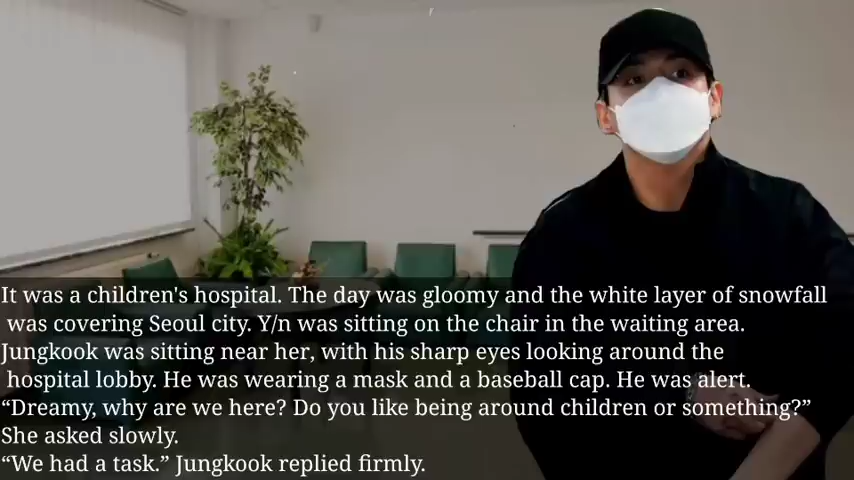 It was a children's hospital. The day was gloomy and the white layer of snowfall
was covering Seoul city. Y/n was sitting on the chair in the waiting area.
Jungkook was sitting near her, with his sharp eyes looking around the
hospital lobby. He was wearing a mask and a baseball cap. He was alert.
“Dreamy, why are we here? Do you like being around children or something?”
She asked slowly.
“We had a task.” Jungkook replied firmly.